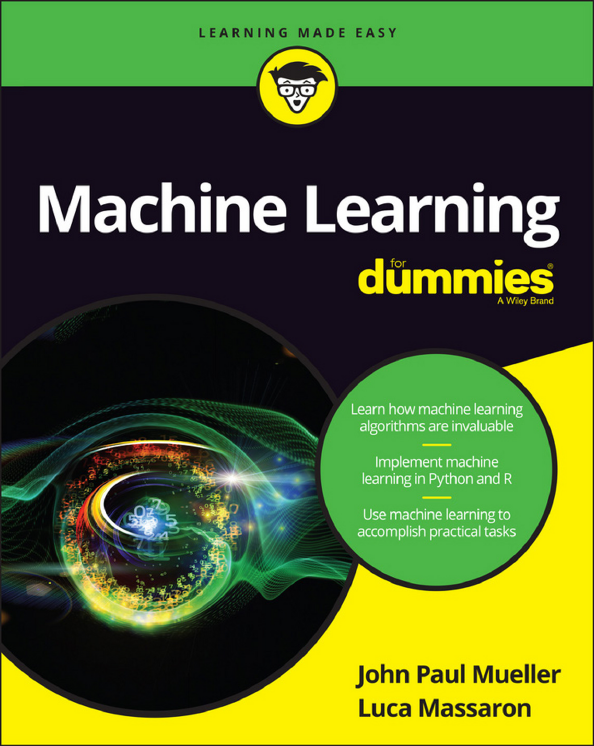 LEARNING MADE EASY
Machine Learning
for
dummies®
A Wiley Brand
Learn how machine learning
algorithms are invaluable
Implement machine
learning in Python and R
Use machine learning to
accomplish practical tasks
John Paul Mueller
Luca Massaron